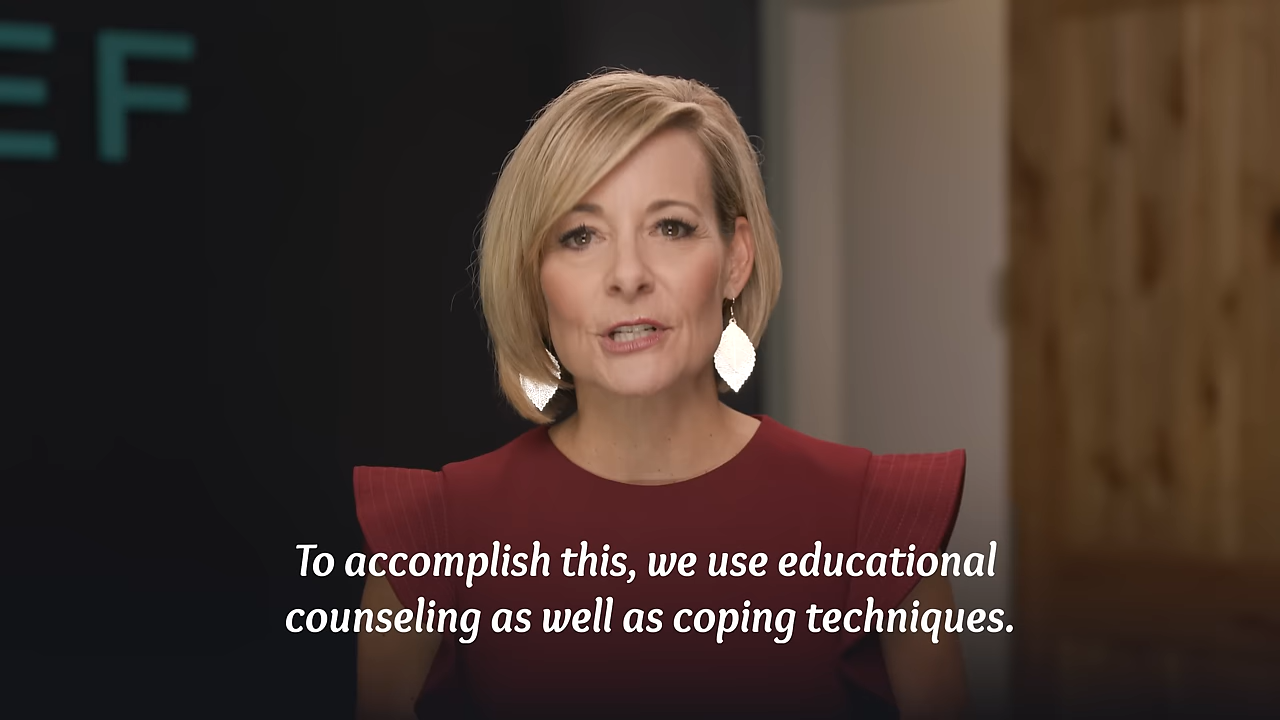 EF
To accomplish this, we use educational
counseling as well as coping techniques.